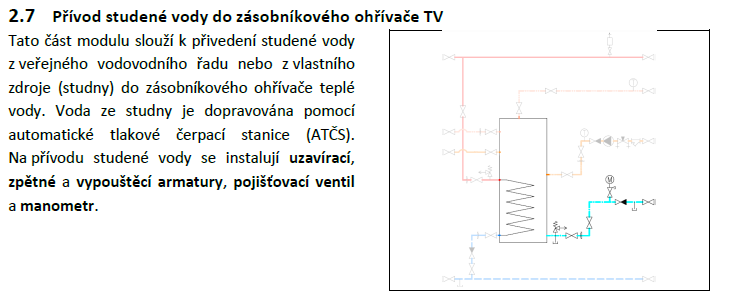 2.7 Přívod studené vody do zásobníkového ohřívače TV
Tato část modulu slouží k přivedení studené vody
z veřejného vodovodního řadu nebo z vlastního
zdroje (studny) do zásobníkového ohřívače teplé
vody. Voda ze studny je dopravována pomocí
automatické tlakové čerpací stanice (ATČS).
Na přívodu studené vody se instalují uzavírací,
zpětné a vypouštěcí armatury, pojišťovací ventil
a manometr.
M